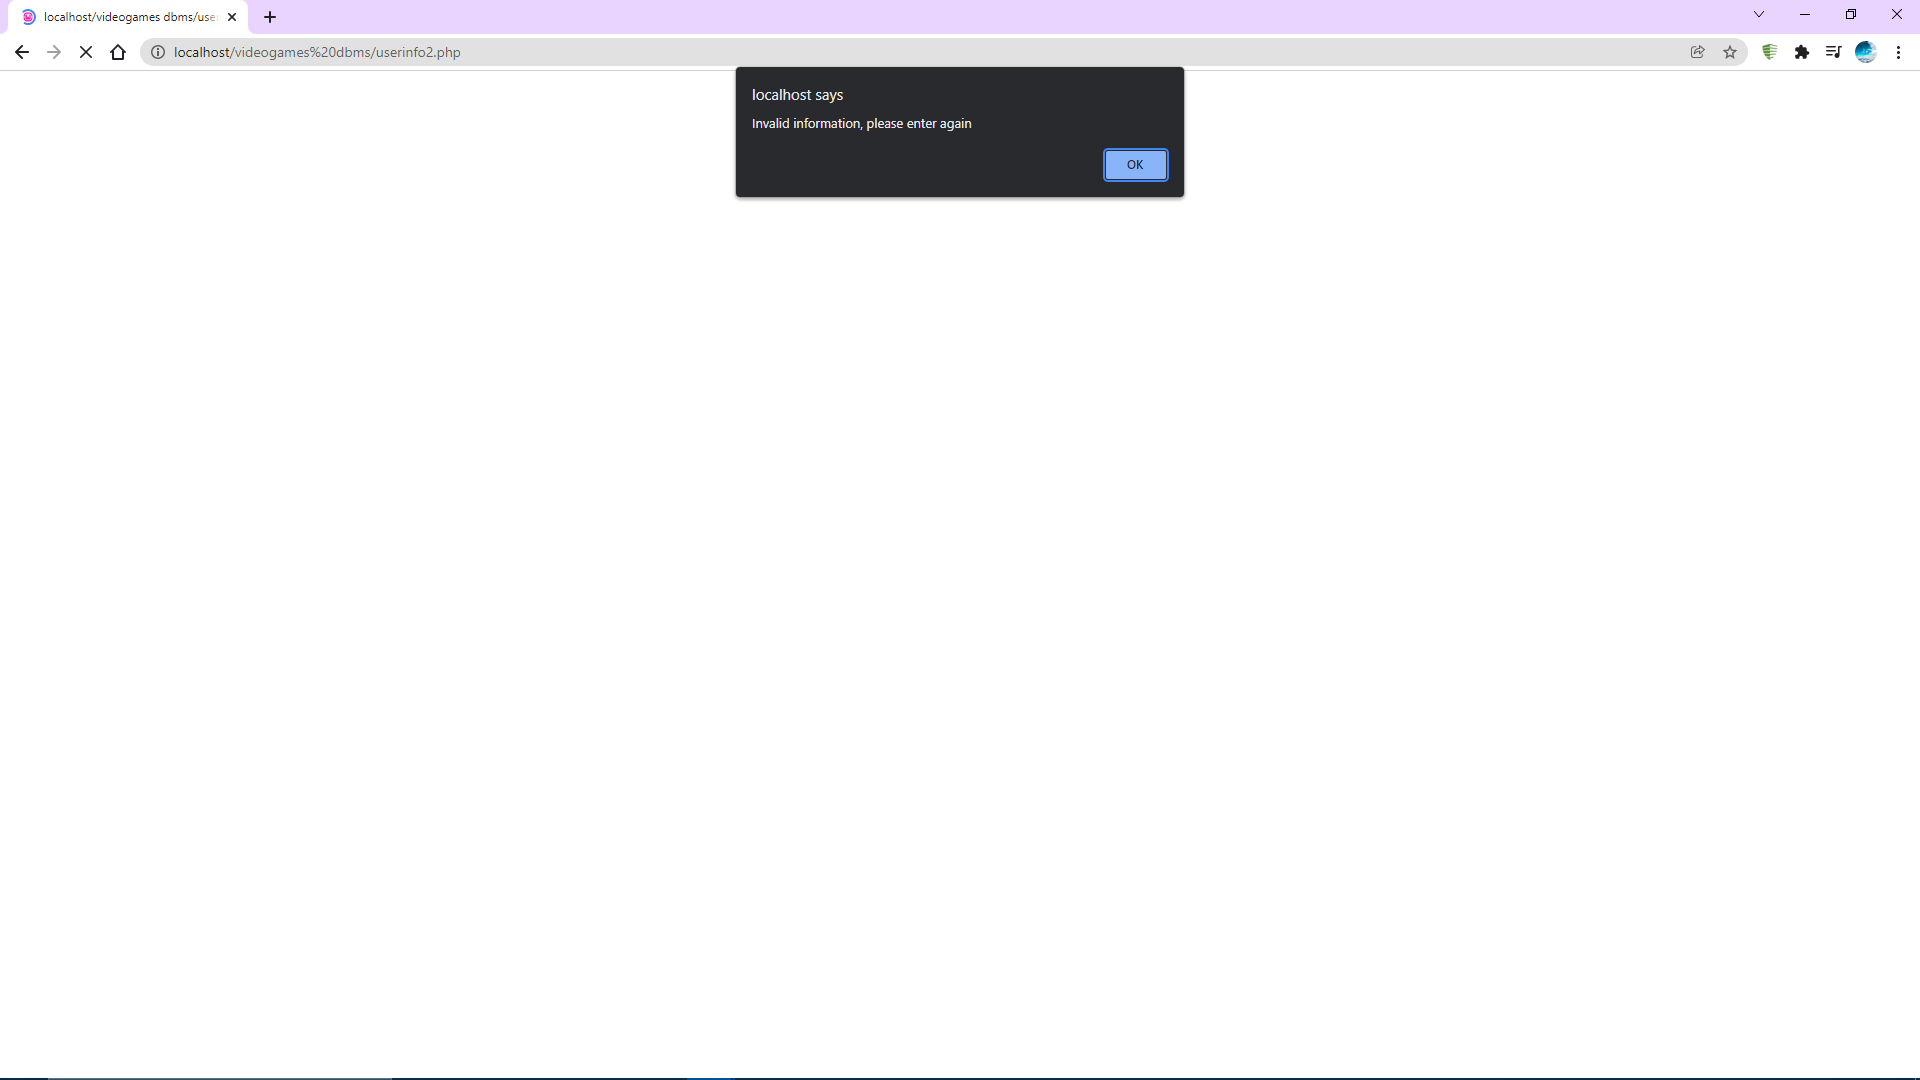 localhost/videogames dbms/use
localhost/videogames%20dbms/userinfo2.php
localhost says
Invalid information, please enter again
OK